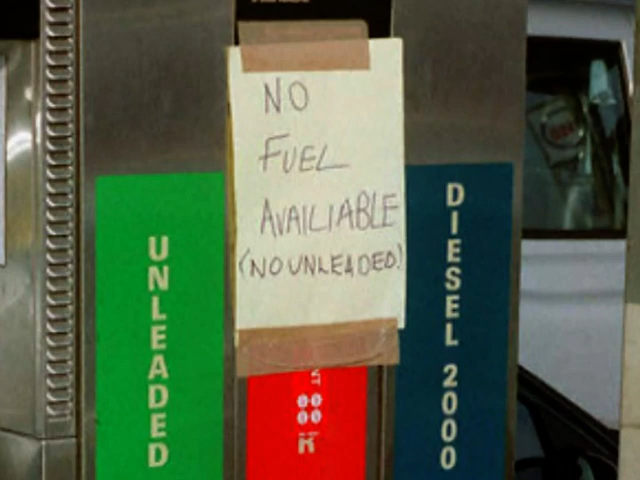 NO
FUEL
AVAILIABLE
(NO UNLEADED!)
UNLEADED
DIESEL 2000